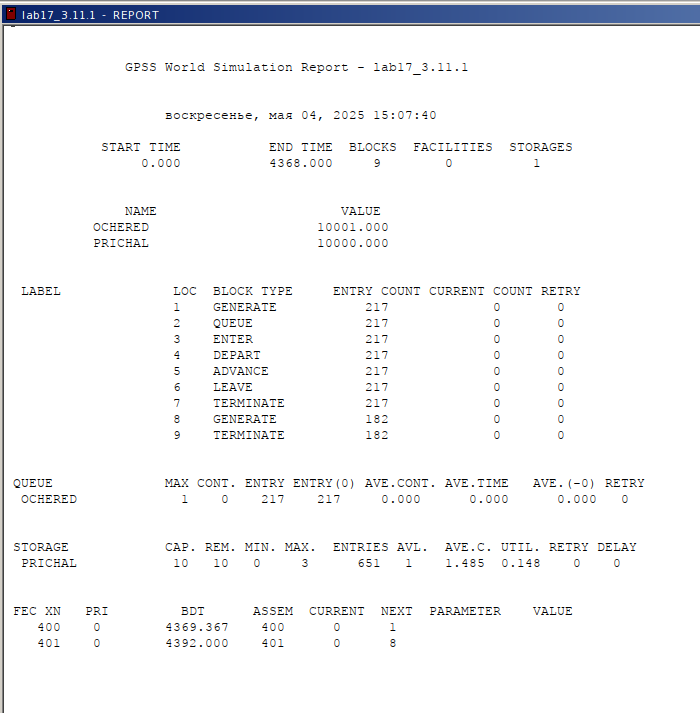 lab17_3.11.1 - REPORT
GPSS World Simulation Report - lab17_3.11.1
воскресенье, мая 04, 2025 15:07:40
START TIME END TIME BLOCKS FACILITIES STORAGES
0.000 4368.000 9 0 1
NAME VALUE
OCHERED 10001.000
PRICHAL 10000.000
LABEL LOC BLOCK TYPE ENTRY COUNT CURRENT COUNT RETRY
1 GENERATE 217 0 0
2 QUEUE 217 0 0
3 ENTER 217 0 0
4 DEPART 217 0 0
5 ADVANCE 217 0 0
6 LEAVE 217 0 0
7 TERMINATE 217 0 0
8 GENERATE 182 0 0
9 TERMINATE 182 0 0
QUEUE MAX CONT. ENTRY ENTRY(0) AVE.CONT. AVE.TIME AVE.(-0) RETRY
OCHERED 1 0 217 217 0.000 0.000 0.000 0
STORAGE CAP. REM. MIN. MAX. ENTRIES AVL. AVE.C. UTIL. RETRY DELAY
PRICHAL 10 10 0 3 651 1 1.485 0.148 0 0
FEC XN PRI BDT ASSEM CURRENT NEXT PARAMETER VALUE
400 0 4369.367 400 0 1
401 0 4392.000 401 0 8